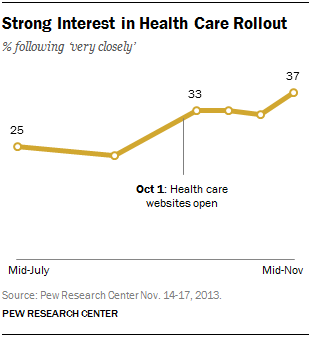 Strong Interest in Health Care Rollout
% following ‘very closely’
25
33
37
Oct 1: Health care
websites open
Mid-July
Mid-Nov
Source: Pew Research Center Nov. 14-17, 2013.
PEW RESEARCH CENTER